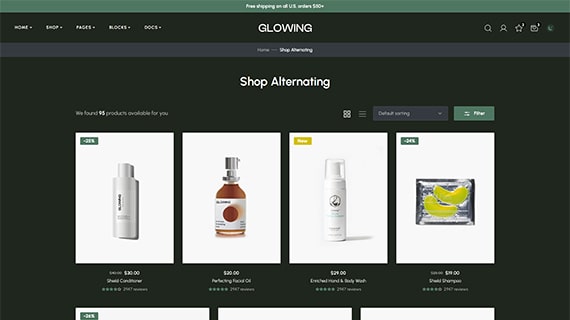 Free shipping on all U.S. orders $50+
HOME SHOP PAGES BLOCKS DOCS
GLOWING
Home — Shop Alternating
Shop Alternating
We found 95 products available for you
Default sorting
Filter
-25%
New
-24%
GLOWING
GLOWING
$40.00 $30.00
$20.00
$29.00
$25.00 $19.00
Shield Conditioner
Perfecting Facial Oil
Enriched Hand & Body Wash
Shield Shampoo
2947 reviews
2947 reviews
2947 reviews
2947 reviews
-26%